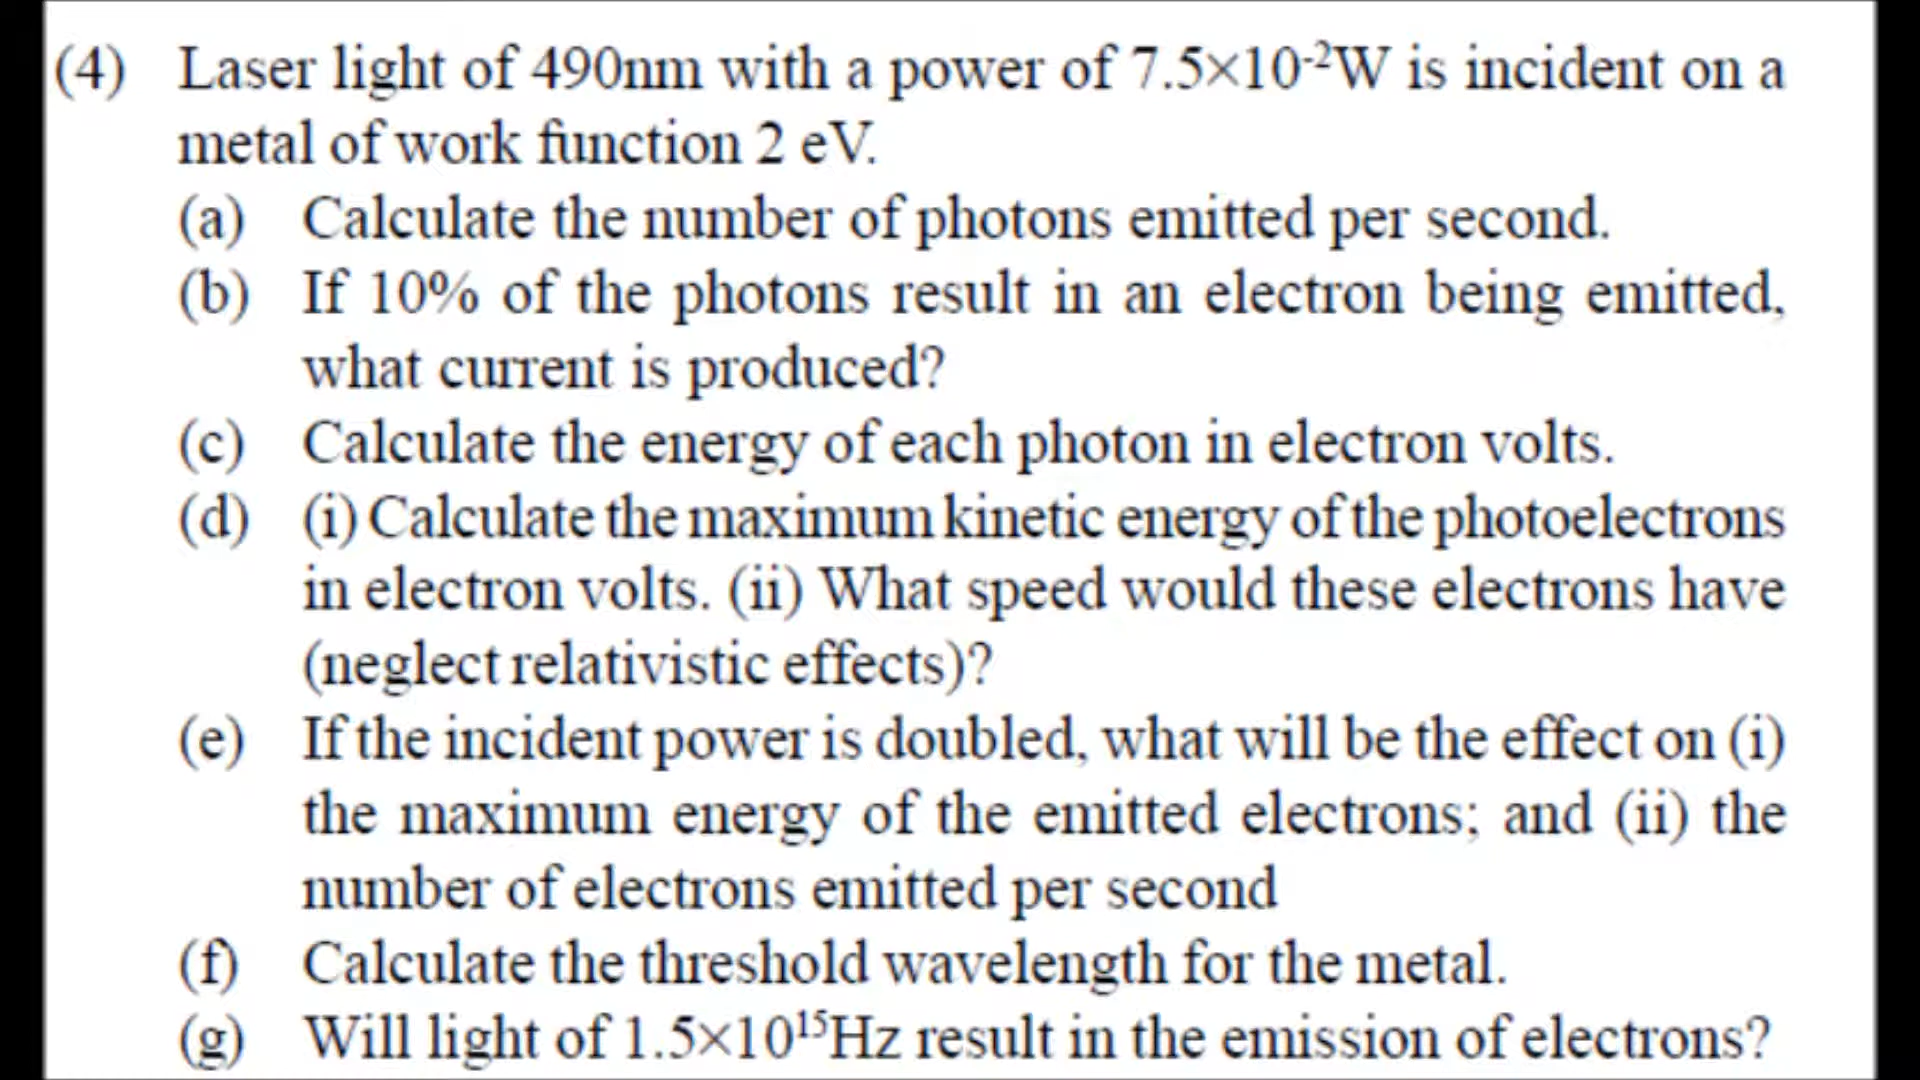 (4) Laser light of 490nm with a power of 7.5×10⁻²W is incident on a
metal of work function 2 eV.
(a) Calculate the number of photons emitted per second.
(b) If 10% of the photons result in an electron being emitted,
what current is produced?
(c) Calculate the energy of each photon in electron volts.
(d) (i) Calculate the maximum kinetic energy of the photoelectrons
in electron volts. (ii) What speed would these electrons have
(neglect relativistic effects)?
(e) If the incident power is doubled, what will be the effect on (i)
the maximum energy of the emitted electrons; and (ii) the
number of electrons emitted per second
(f) Calculate the threshold wavelength for the metal.
(g) Will light of 1.5×10¹⁵Hz result in the emission of electrons?